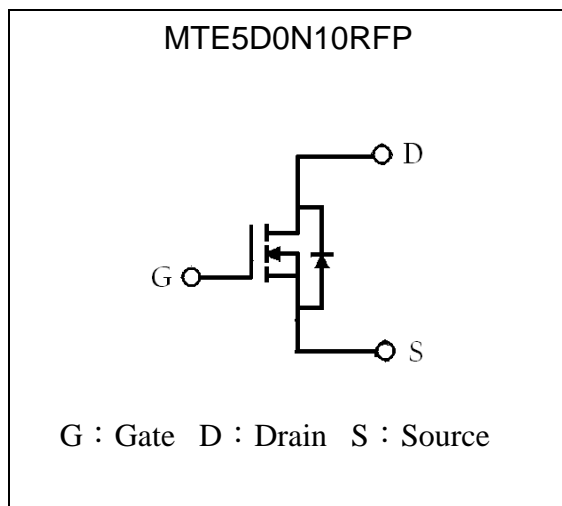 MTE5D0N10RFP
D
G
S
G：Gate D：Drain S：Source